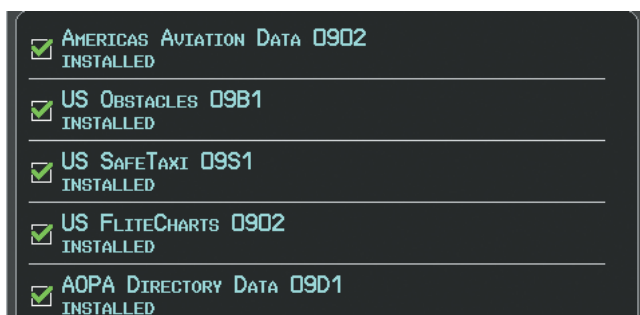 Americas Aviation Data 0902
INSTALLED
US Obstacles 09B1
INSTALLED
US SafeTaxi 09S1
INSTALLED
US FliteCharts 0902
INSTALLED
AOPA Directory Data 09D1
INSTALLED